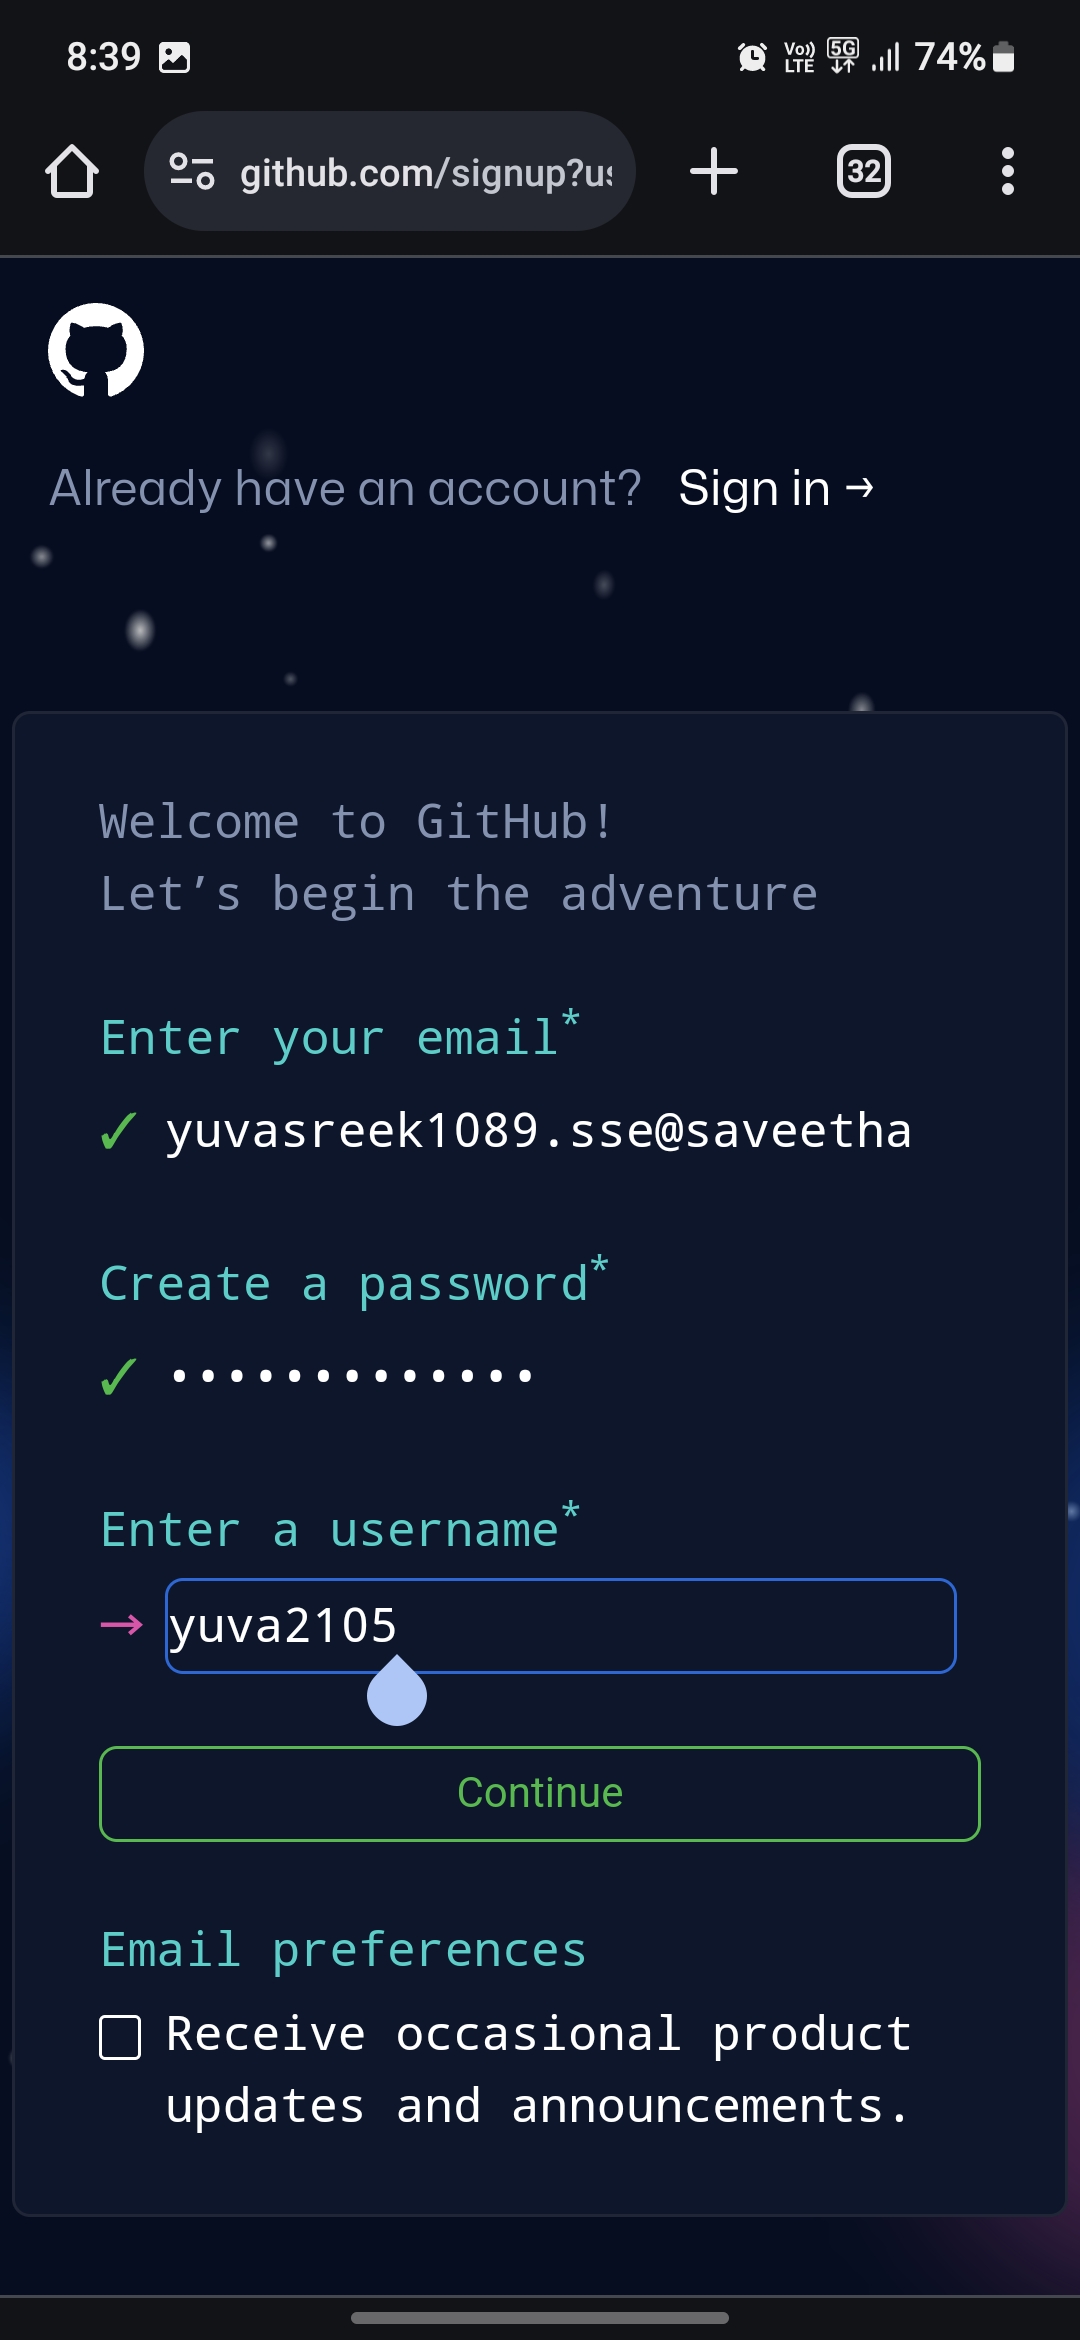 8:39 Vo)) LTE 5G 74%
github.com/signup?us 32
Already have an account? Sign in →
Welcome to GitHub!
Let’s begin the adventure
Enter your email*
✓ yuvasreek1089.sse@saveetha
Create a password*
✓ •••••••••••••
Enter a username*
→ yuva2105
Continue
Email preferences
Receive occasional product
updates and announcements.